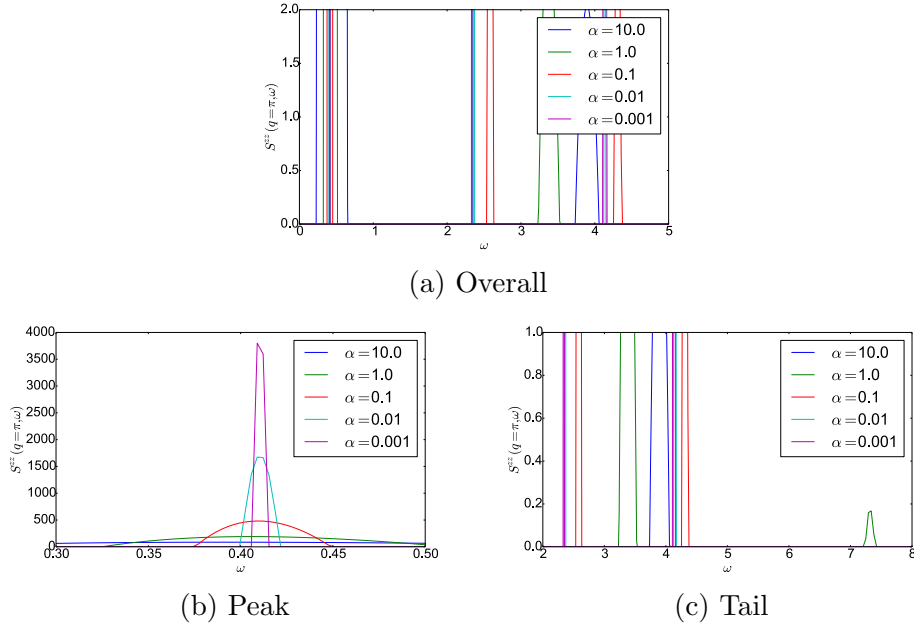 2.0
1.5
1.0
0.5
0.0
S^{zz}(q=π,ω)
α=10.0
α=1.0
α=0.1
α=0.01
α=0.001
0 1 2 3 4 5
ω
(a) Overall
4000
3500
3000
2500
2000
1500
1000
500
0
S^{zz}(q=π,ω)
α=10.0
α=1.0
α=0.1
α=0.01
α=0.001
0.30 0.35 0.40 0.45 0.50
ω
(b) Peak
1.0
0.8
0.6
0.4
0.2
0.0
S^{zz}(q=π,ω)
α=10.0
α=1.0
α=0.1
α=0.01
α=0.001
2 3 4 5 6 7 8
ω
(c) Tail